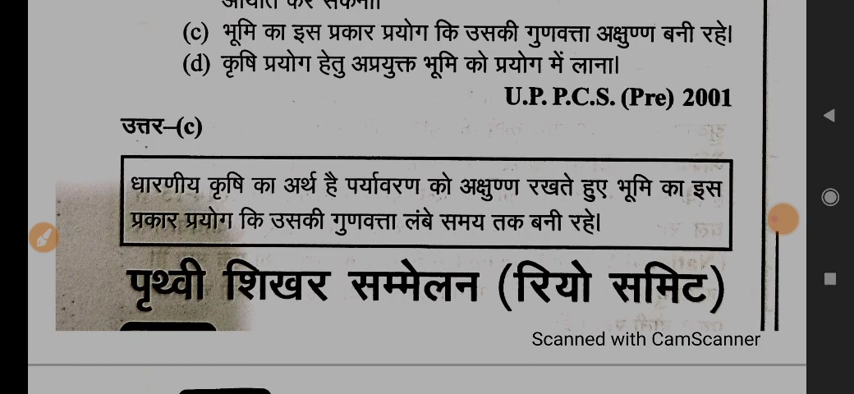 (c) भूमि का इस प्रकार प्रयोग कि उसकी गुणवत्ता अक्षुण्ण बनी रहे।
(d) कृषि प्रयोग हेतु अप्रयुक्त भूमि को प्रयोग में लाना।
U.P. P.C.S. (Pre) 2001
उत्तर–(c)
धारणीय कृषि का अर्थ है पर्यावरण को अक्षुण्ण रखते हुए भूमि का इस
प्रकार प्रयोग कि उसकी गुणवत्ता लंबे समय तक बनी रहे।
पृथ्वी शिखर सम्मेलन (रियो समिट)
Scanned with CamScanner